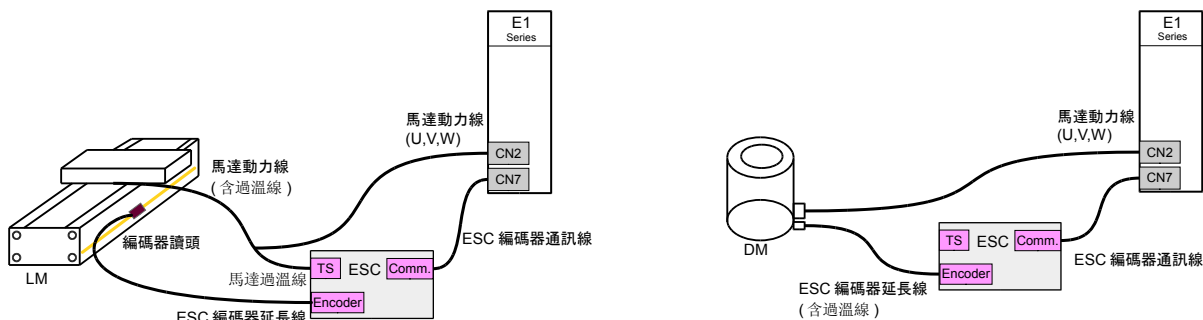 E1
Series
馬達動力線
(U,V,W)
CN2
CN7
馬達動力線
(含過溫線)
編碼器讀頭
LM
馬達過溫線
TS
ESC
Comm.
Encoder
ESC 編碼器通訊線
ESC 編碼器延長線
E1
Series
馬達動力線
(U,V,W)
CN2
CN7
DM
TS
ESC
Comm.
Encoder
ESC 編碼器通訊線
ESC 編碼器延長線
(含過溫線)